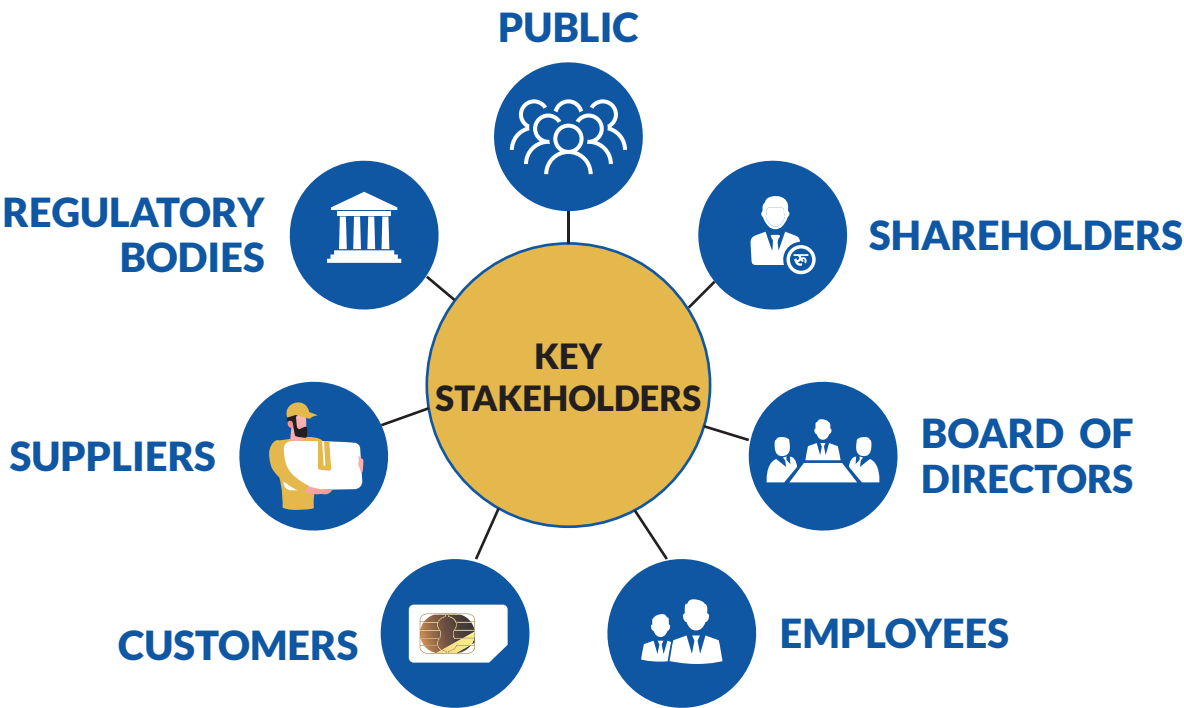 PUBLIC
SHAREHOLDERS
रू
BOARD OF
DIRECTORS
EMPLOYEES
CUSTOMERS
SUPPLIERS
REGULATORY
BODIES
KEY
STAKEHOLDERS